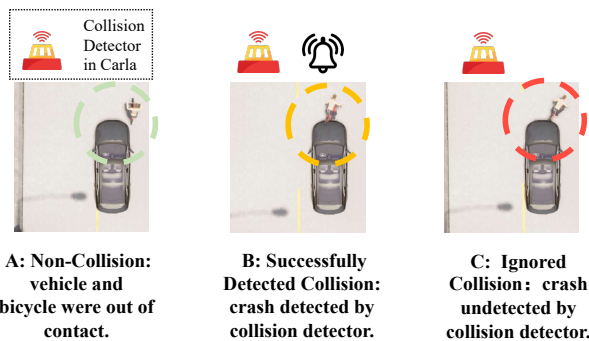 Collision
Detector
in Carla
A: Non-Collision:
vehicle and
bicycle were out of
contact.
B: Successfully
Detected Collision:
crash detected by
collision detector.
C: Ignored
Collision：crash
undetected by
collision detector.